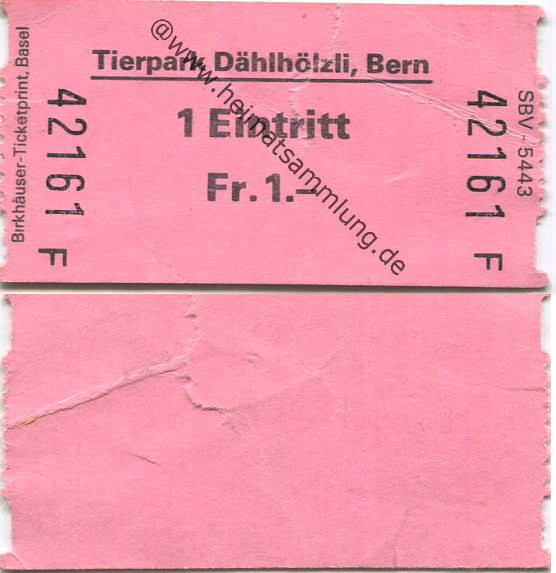 Tierpark Dählhölzli, Bern
1 Eintritt
Fr. 1.–
Birkhäuser-Ticketprint, Basel
42161 F
42161 F
SBV - 5443
@www.heimatsammlung.de